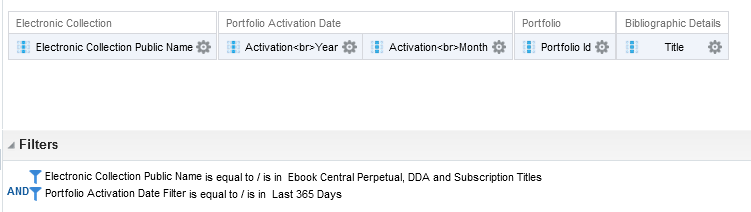 Electronic Collection Portfolio Activation Date Portfolio Bibliographic Details
Electronic Collection Public Name Activation<br>Year Activation<br>Month Portfolio Id Title
Filters
Electronic Collection Public Name is equal to / is in Ebook Central Perpetual, DDA and Subscription Titles
AND Portfolio Activation Date Filter is equal to / is in Last 365 Days